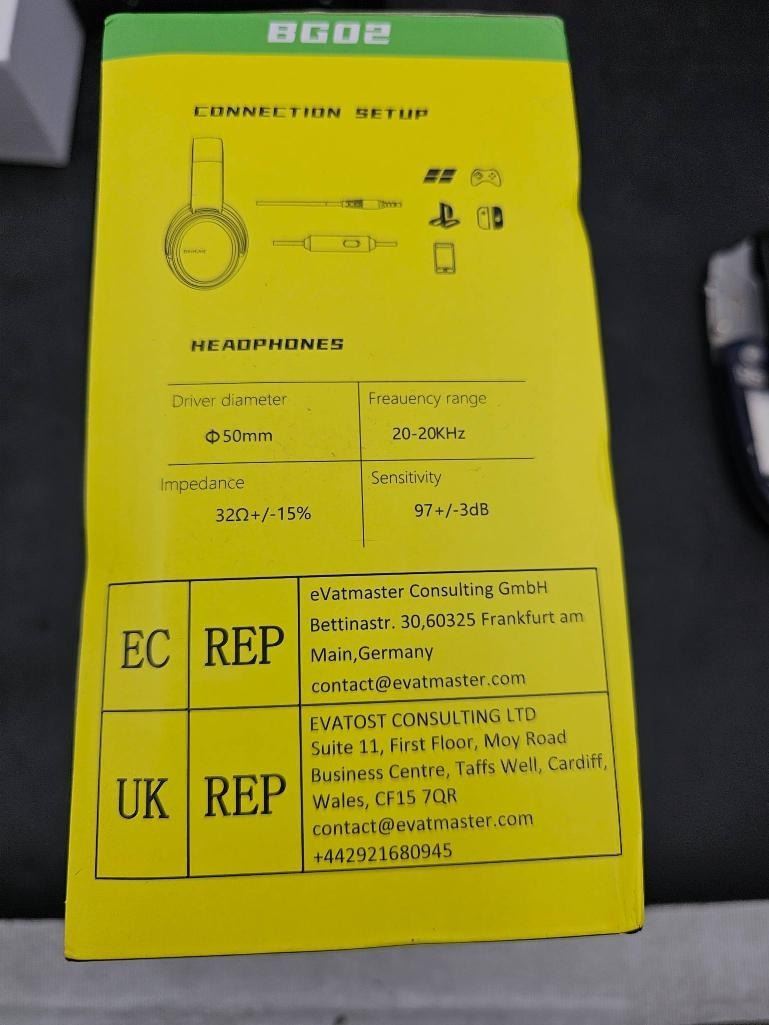 BG02
CONNECTION SETUP
HEADPHONES
Driver diameter
Φ50mm
Freauency range
20-20KHz
Impedance
32Ω+/-15%
Sensitivity
97+/-3dB
EC REP
eVatmaster Consulting GmbH
Bettinastr. 30,60325 Frankfurt am
Main,Germany
contact@evatmaster.com
UK REP
EVATOST CONSULTING LTD
Suite 11, First Floor, Moy Road
Business Centre, Taffs Well, Cardiff,
Wales, CF15 7QR
contact@evatmaster.com
+442921680945